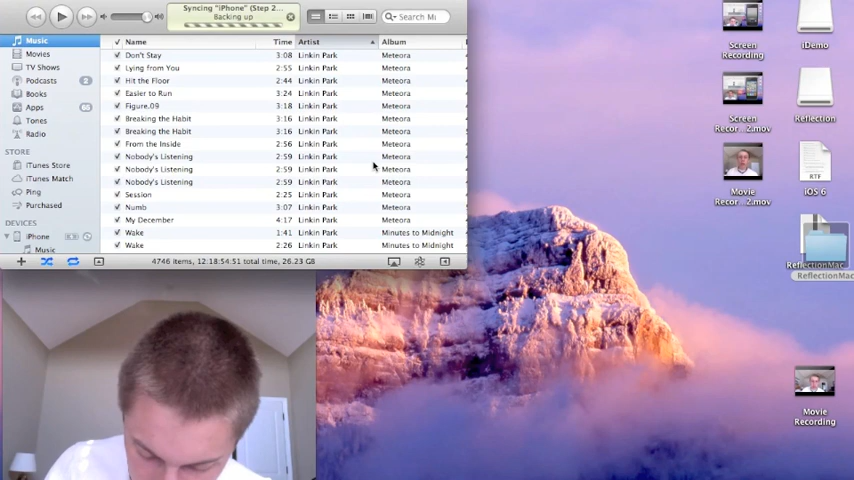 Syncing "iPhone" (Step 2...
Backing up
Search Mu
Music
Movies
TV Shows
Podcasts 2
Books
Apps
Tones
Radio
STORE
iTunes Store
iTunes Match
Ping
Purchased
DEVICES
iPhone
Music
Name Time Artist Album
Don't Stay 3:08 Linkin Park Meteora
Lying from You 2:55 Linkin Park Meteora
Hit the Floor 2:44 Linkin Park Meteora
Easier to Run 3:24 Linkin Park Meteora
Figure.09 3:18 Linkin Park Meteora
Breaking the Habit 3:16 Linkin Park Meteora
Breaking the Habit 3:16 Linkin Park Meteora
From the Inside 2:56 Linkin Park Meteora
Nobody's Listening 2:59 Linkin Park Meteora
Nobody's Listening 2:59 Linkin Park Meteora
Nobody's Listening 2:59 Linkin Park Meteora
Session 2:25 Linkin Park Meteora
Numb 3:07 Linkin Park Meteora
My December 4:17 Linkin Park Meteora
Wake 1:41 Linkin Park Minutes to Midnight
Wake 2:26 Linkin Park Minutes to Midnight
4746 items, 12:18:54:51 total time, 26.23 GB
Screen
Recording
iDemo
Screen
Recor... 2.mov
Reflection
Movie
Recor... 2.mov
RTF
iOS 6
ReflectionMac
ReflectionMac
Movie
Recording